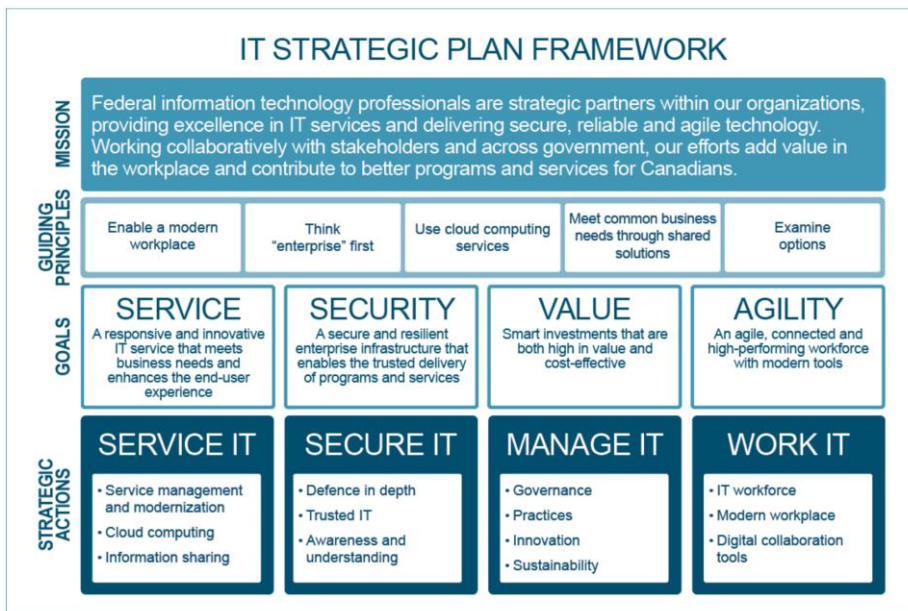 IT STRATEGIC PLAN FRAMEWORK
MISSION
Federal information technology professionals are strategic partners within our organizations,
providing excellence in IT services and delivering secure, reliable and agile technology.
Working collaboratively with stakeholders and across government, our efforts add value in
the workplace and contribute to better programs and services for Canadians.
GUIDING
PRINCIPLES
Enable a modern
workplace
Think
“enterprise” first
Use cloud computing
services
Meet common business
needs through shared
solutions
Examine
options
GOALS
SERVICE
A responsive and innovative
IT service that meets
business needs and
enhances the end-user
experience
SECURITY
A secure and resilient
enterprise infrastructure that
enables the trusted delivery
of programs and services
VALUE
Smart investments that are
both high in value and
cost-effective
AGILITY
An agile, connected and
high-performing workforce
with modern tools
STRATEGIC
ACTIONS
SERVICE IT
• Service management
and modernization
• Cloud computing
• Information sharing
SECURE IT
• Defence in depth
• Trusted IT
• Awareness and
understanding
MANAGE IT
• Governance
• Practices
• Innovation
• Sustainability
WORK IT
• IT workforce
• Modern workplace
• Digital collaboration
tools